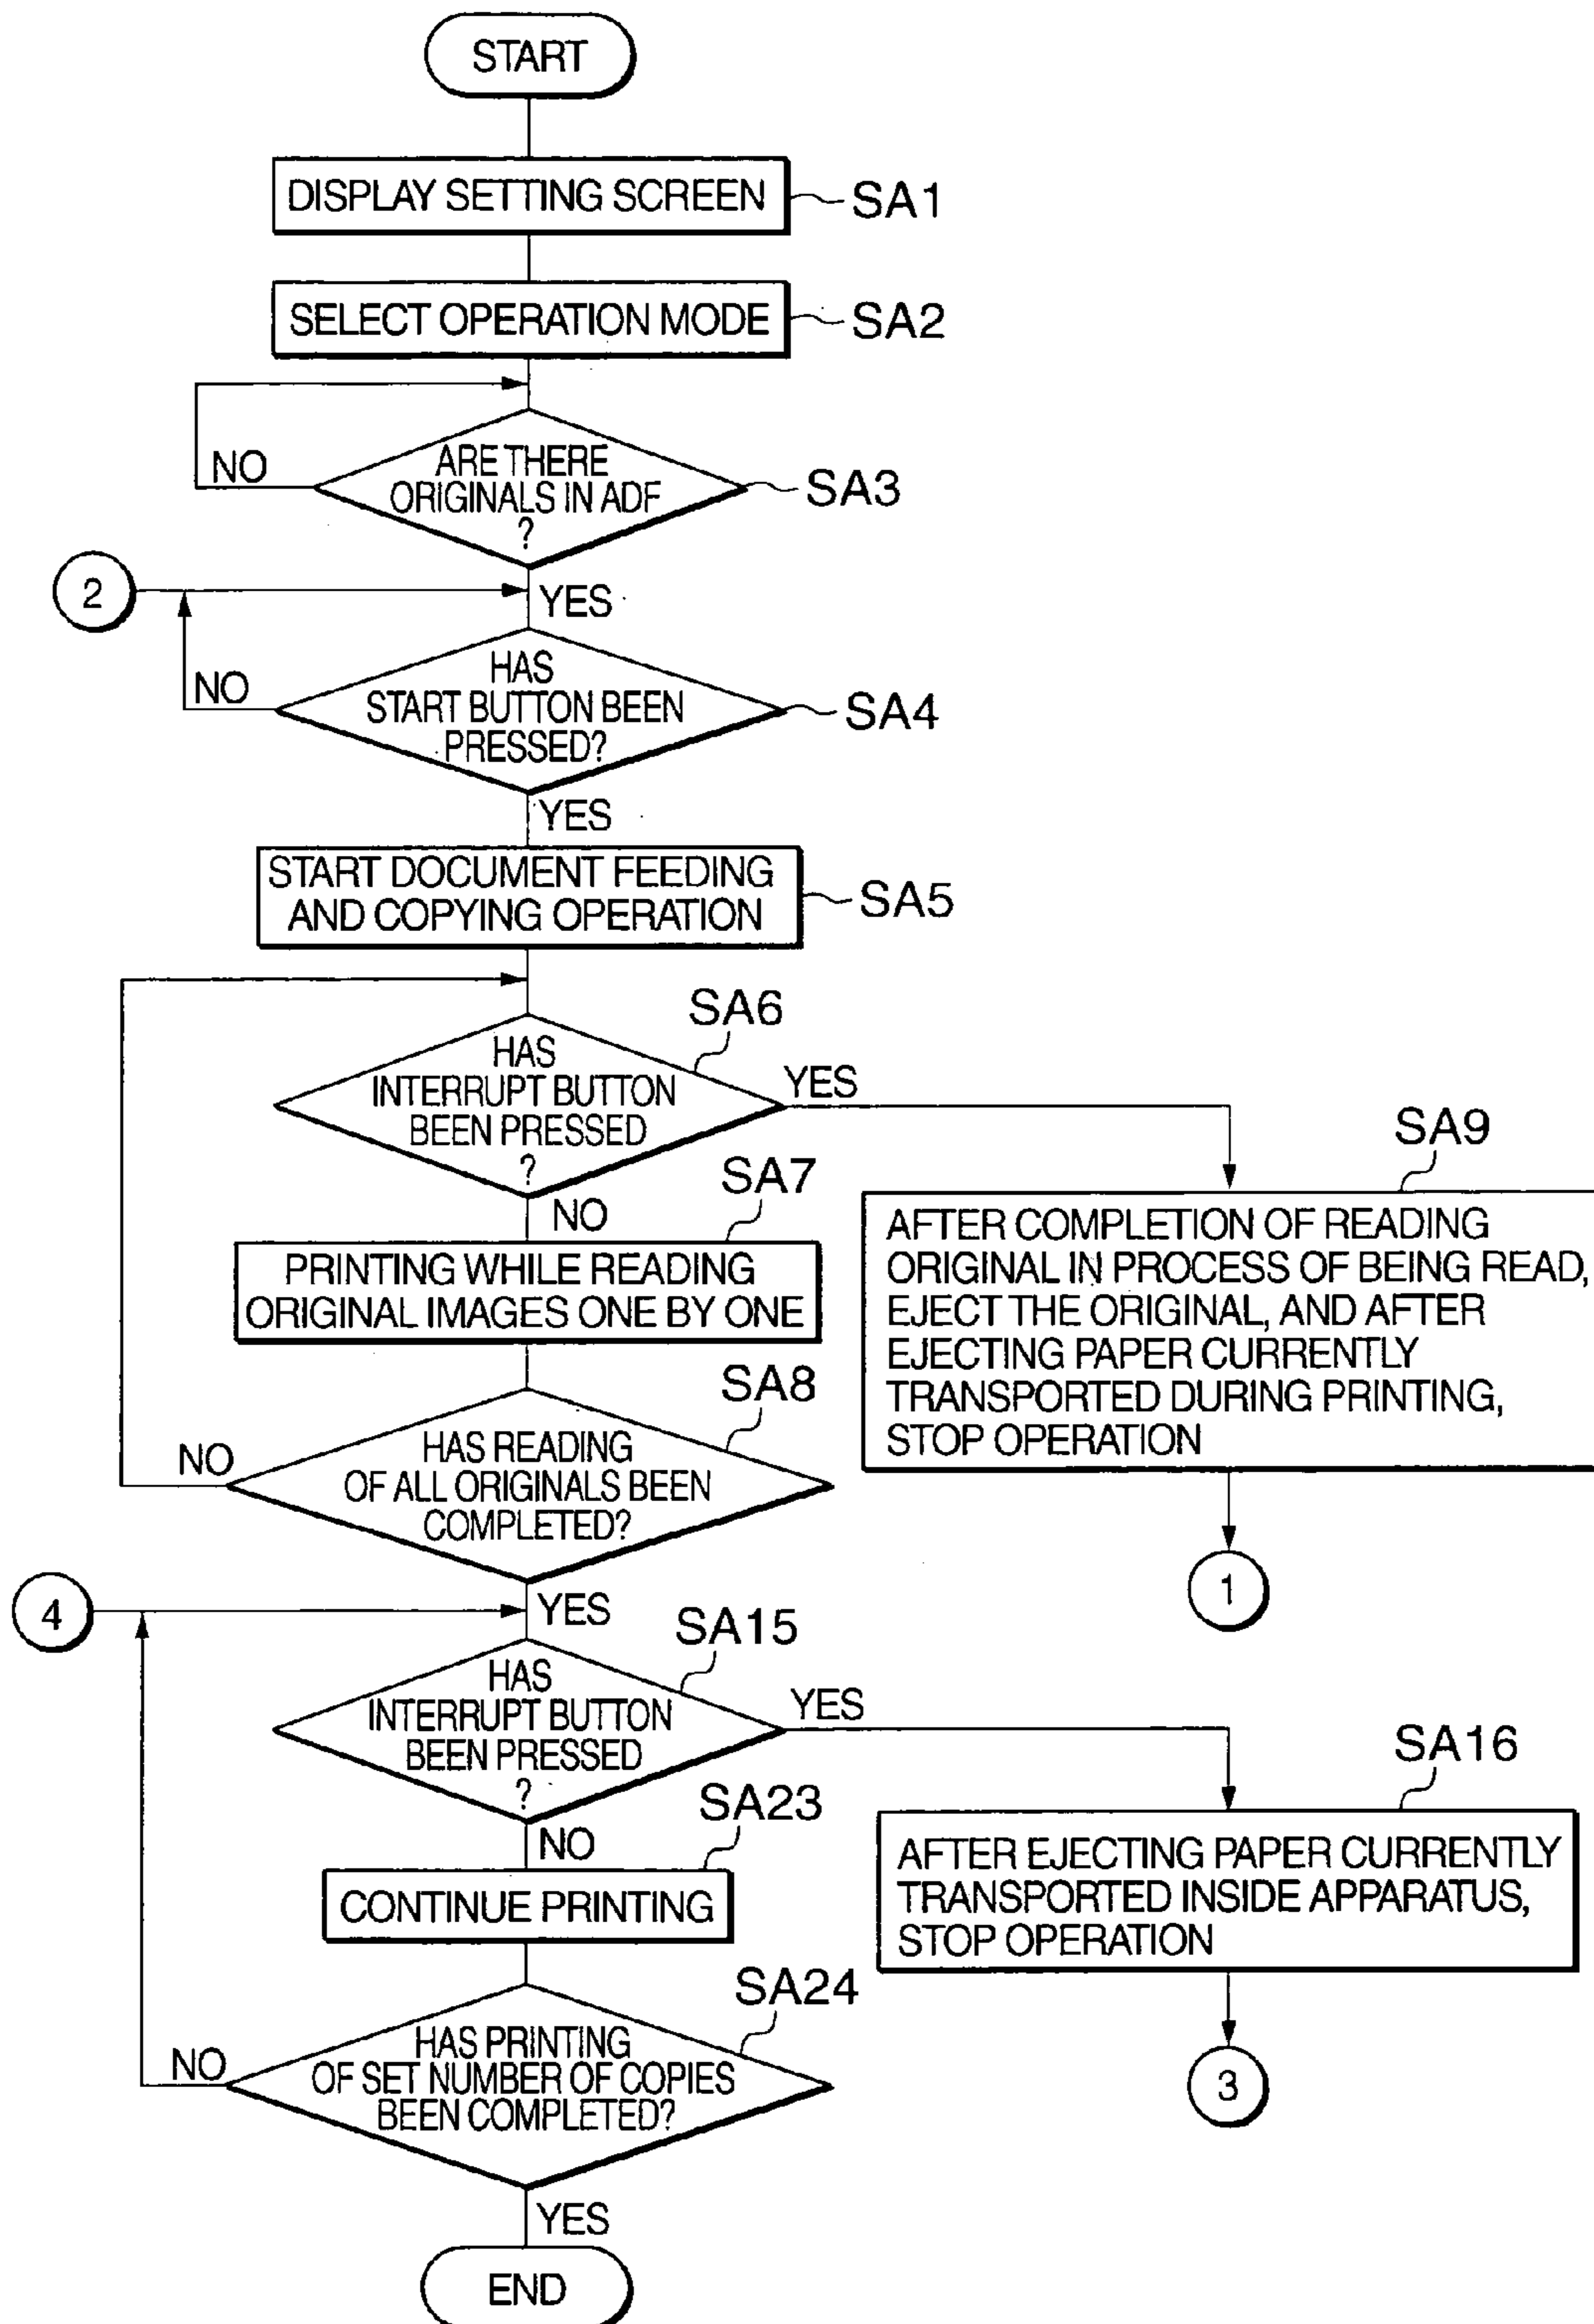 START
DISPLAY SETTING SCREEN
SA1
SELECT OPERATION MODE
SA2
ARE THERE
ORIGINALS IN ADF
?
NO
SA3
2
YES
HAS
START BUTTON BEEN
PRESSED?
NO
SA4
YES
START DOCUMENT FEEDING
AND COPYING OPERATION
SA5
SA6
HAS
INTERRUPT BUTTON
BEEN PRESSED
?
YES
NO
SA9
AFTER COMPLETION OF READING
ORIGINAL IN PROCESS OF BEING READ,
EJECT THE ORIGINAL, AND AFTER
EJECTING PAPER CURRENTLY
TRANSPORTED DURING PRINTING,
STOP OPERATION
1
SA7
PRINTING WHILE READING
ORIGINAL IMAGES ONE BY ONE
SA8
HAS READING
OF ALL ORIGINALS BEEN
COMPLETED?
NO
4
YES
SA15
HAS
INTERRUPT BUTTON
BEEN PRESSED
?
YES
NO
SA16
AFTER EJECTING PAPER CURRENTLY
TRANSPORTED INSIDE APPARATUS,
STOP OPERATION
3
SA23
CONTINUE PRINTING
SA24
HAS PRINTING
OF SET NUMBER OF COPIES
BEEN COMPLETED?
NO
YES
END